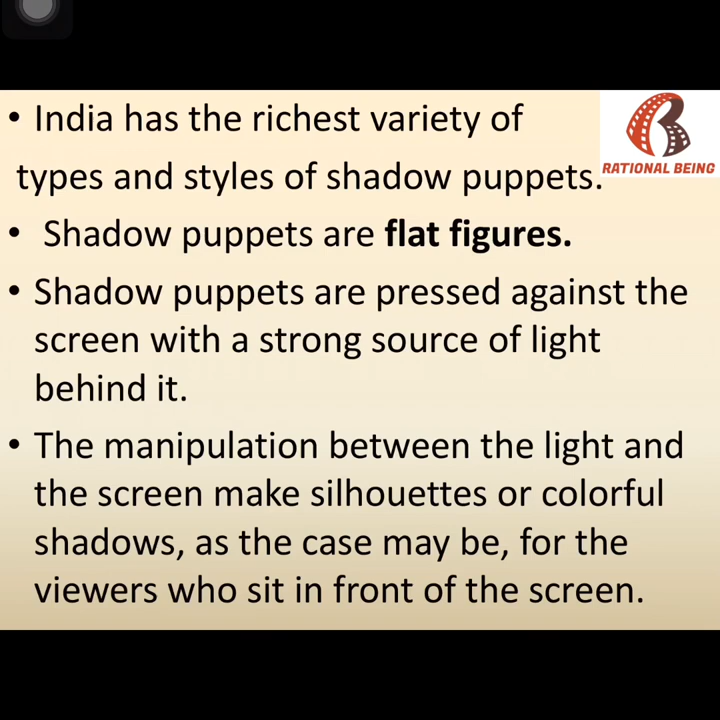 • India has the richest variety of
types and styles of shadow puppets.
RATIONAL BEING
• Shadow puppets are flat figures.
• Shadow puppets are pressed against the
screen with a strong source of light
behind it.
• The manipulation between the light and
the screen make silhouettes or colorful
shadows, as the case may be, for the
viewers who sit in front of the screen.